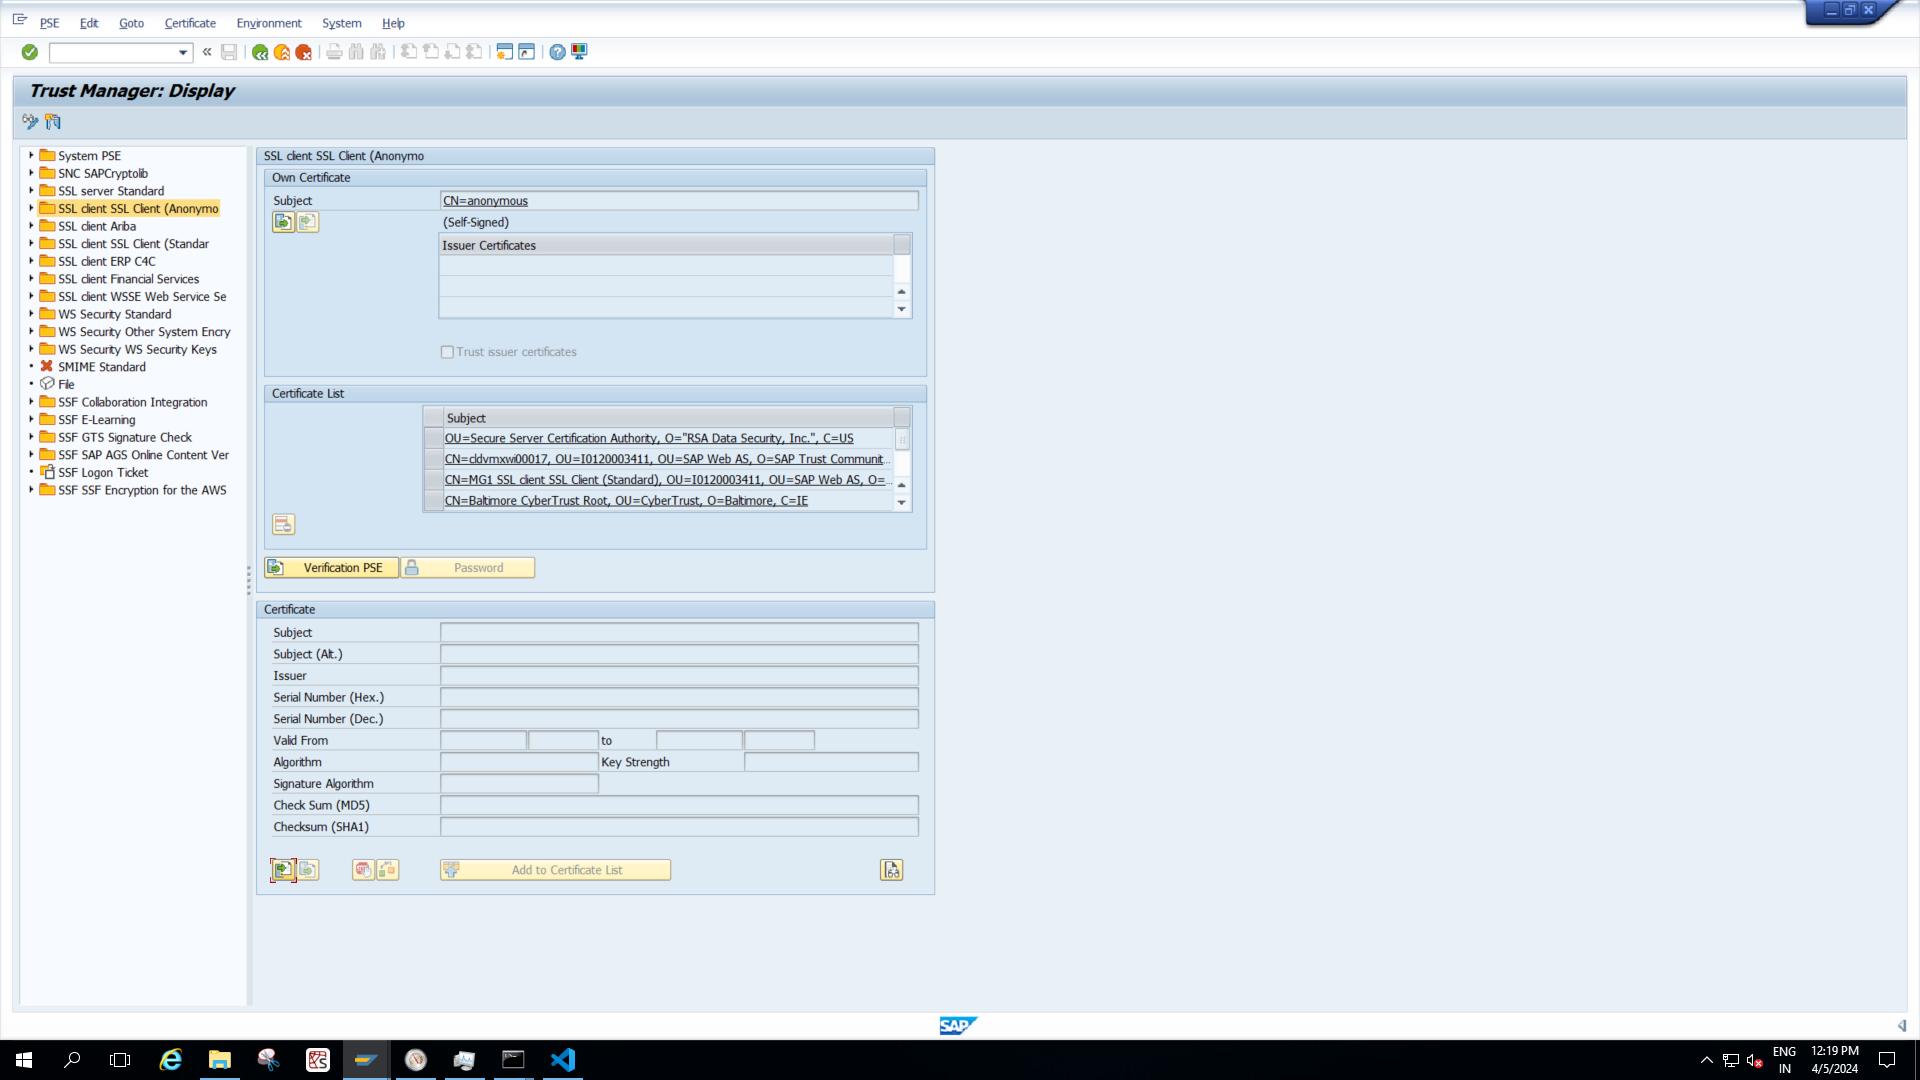 PSE Edit Goto Certificate Environment System Help
Trust Manager: Display
System PSE
SNC SAPCryptolib
SSL server Standard
SSL client SSL Client (Anonymo
SSL client Ariba
SSL client SSL Client (Standar
SSL client ERP C4C
SSL client Financial Services
SSL client WSSE Web Service Se
WS Security Standard
WS Security Other System Encry
WS Security WS Security Keys
SMIME Standard
File
SSF Collaboration Integration
SSF E-Learning
SSF GTS Signature Check
SSF SAP AGS Online Content Ver
SSF Logon Ticket
SSF SSF Encryption for the AWS
SSL client SSL Client (Anonymo
Own Certificate
Subject CN=anonymous
(Self-Signed)
Issuer Certificates
Trust issuer certificates
Certificate List
Subject
OU=Secure Server Certification Authority, O="RSA Data Security, Inc.", C=US
CN=cldvmxwi00017, OU=I0120003411, OU=SAP Web AS, O=SAP Trust Communit...
CN=MG1 SSL client SSL Client (Standard), OU=I0120003411, OU=SAP Web AS, O=...
CN=Baltimore CyberTrust Root, OU=CyberTrust, O=Baltimore, C=IE
Verification PSE Password
Certificate
Subject
Subject (Alt.)
Issuer
Serial Number (Hex.)
Serial Number (Dec.)
Valid From to
Algorithm Key Strength
Signature Algorithm
Check Sum (MD5)
Checksum (SHA1)
Add to Certificate List
SAP
ENG 12:19 PM
IN 4/5/2024